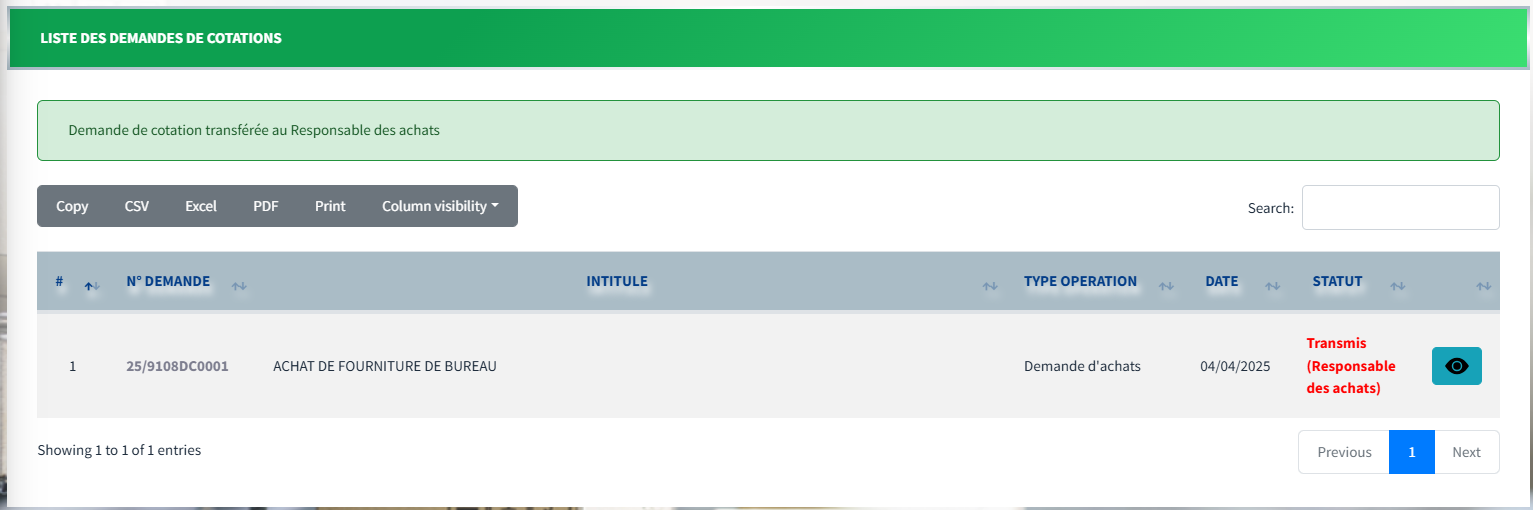 LISTE DES DEMANDES DE COTATIONS
Demande de cotation transférée au Responsable des achats
Copy CSV Excel PDF Print Column visibility
Search:
# N° DEMANDE INTITULE TYPE OPERATION DATE STATUT
1 25/9108DC0001 ACHAT DE FOURNITURE DE BUREAU Demande d'achats 04/04/2025 Transmis
(Responsable
des achats)
Showing 1 to 1 of 1 entries
Previous 1 Next